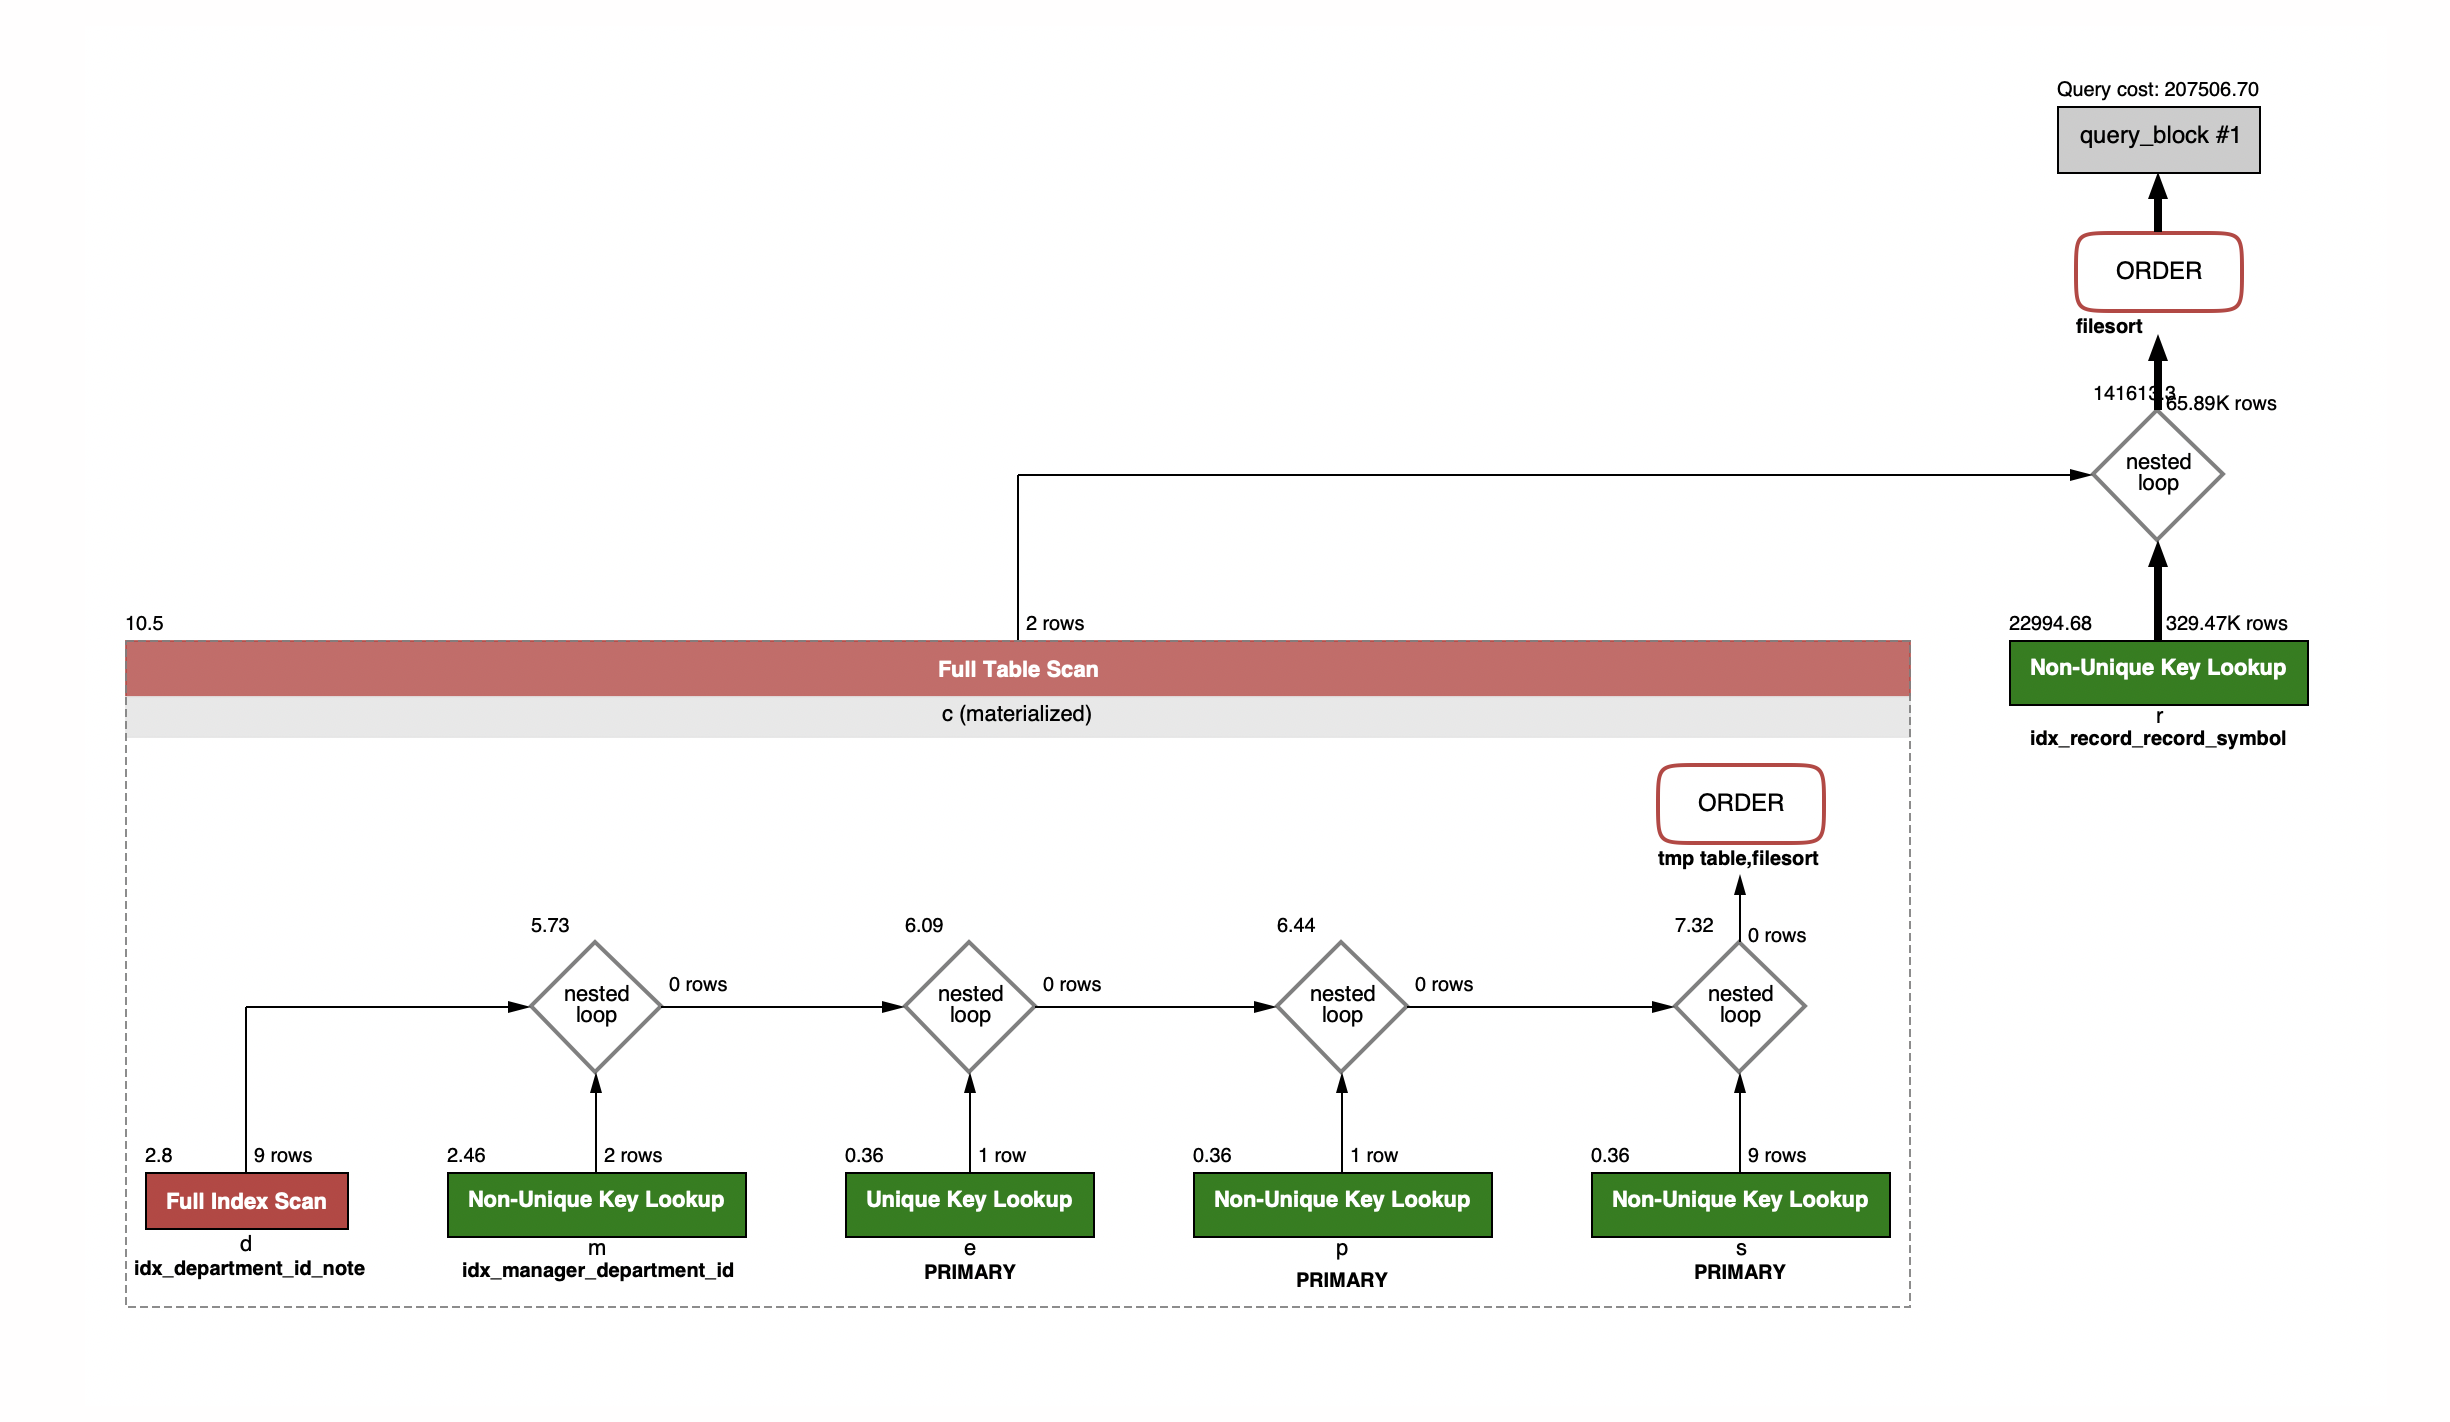 Query cost: 207506.70
query_block #1
ORDER
filesort
141613.3
65.89K rows
nested
loop
10.5
2 rows
22994.68
329.47K rows
Full Table Scan
Non-Unique Key Lookup
c (materialized)
r
idx_record_record_symbol
ORDER
tmp table,filesort
5.73
6.09
6.44
7.32
0 rows
nested
loop
0 rows
nested
loop
0 rows
nested
loop
0 rows
nested
loop
2.8
9 rows
2.46
2 rows
0.36
1 row
0.36
1 row
0.36
9 rows
Full Index Scan
Non-Unique Key Lookup
Unique Key Lookup
Non-Unique Key Lookup
Non-Unique Key Lookup
d
m
e
p
s
idx_department_id_note
idx_manager_department_id
PRIMARY
PRIMARY
PRIMARY